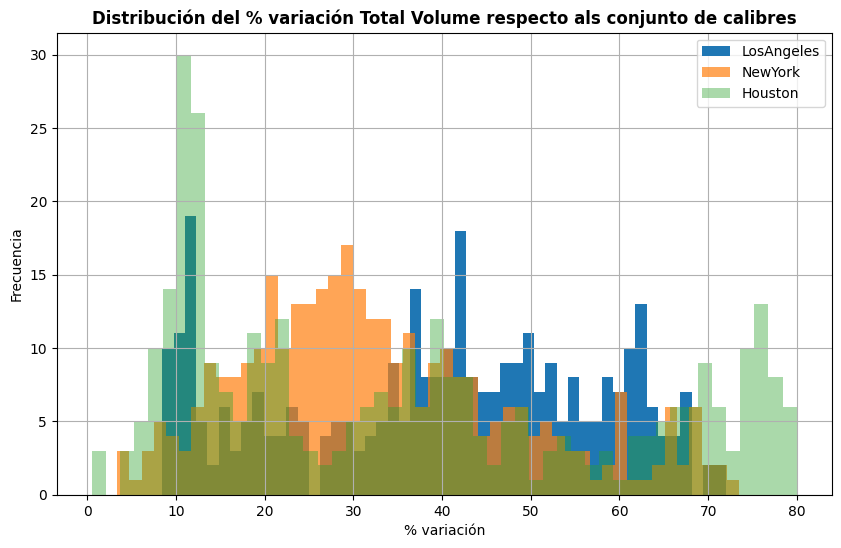 Distribución del % variación Total Volume respecto als conjunto de calibres
LosAngeles
NewYork
Houston
Frecuencia
30
25
20
15
10
5
0
0 10 20 30 40 50 60 70 80
% variación